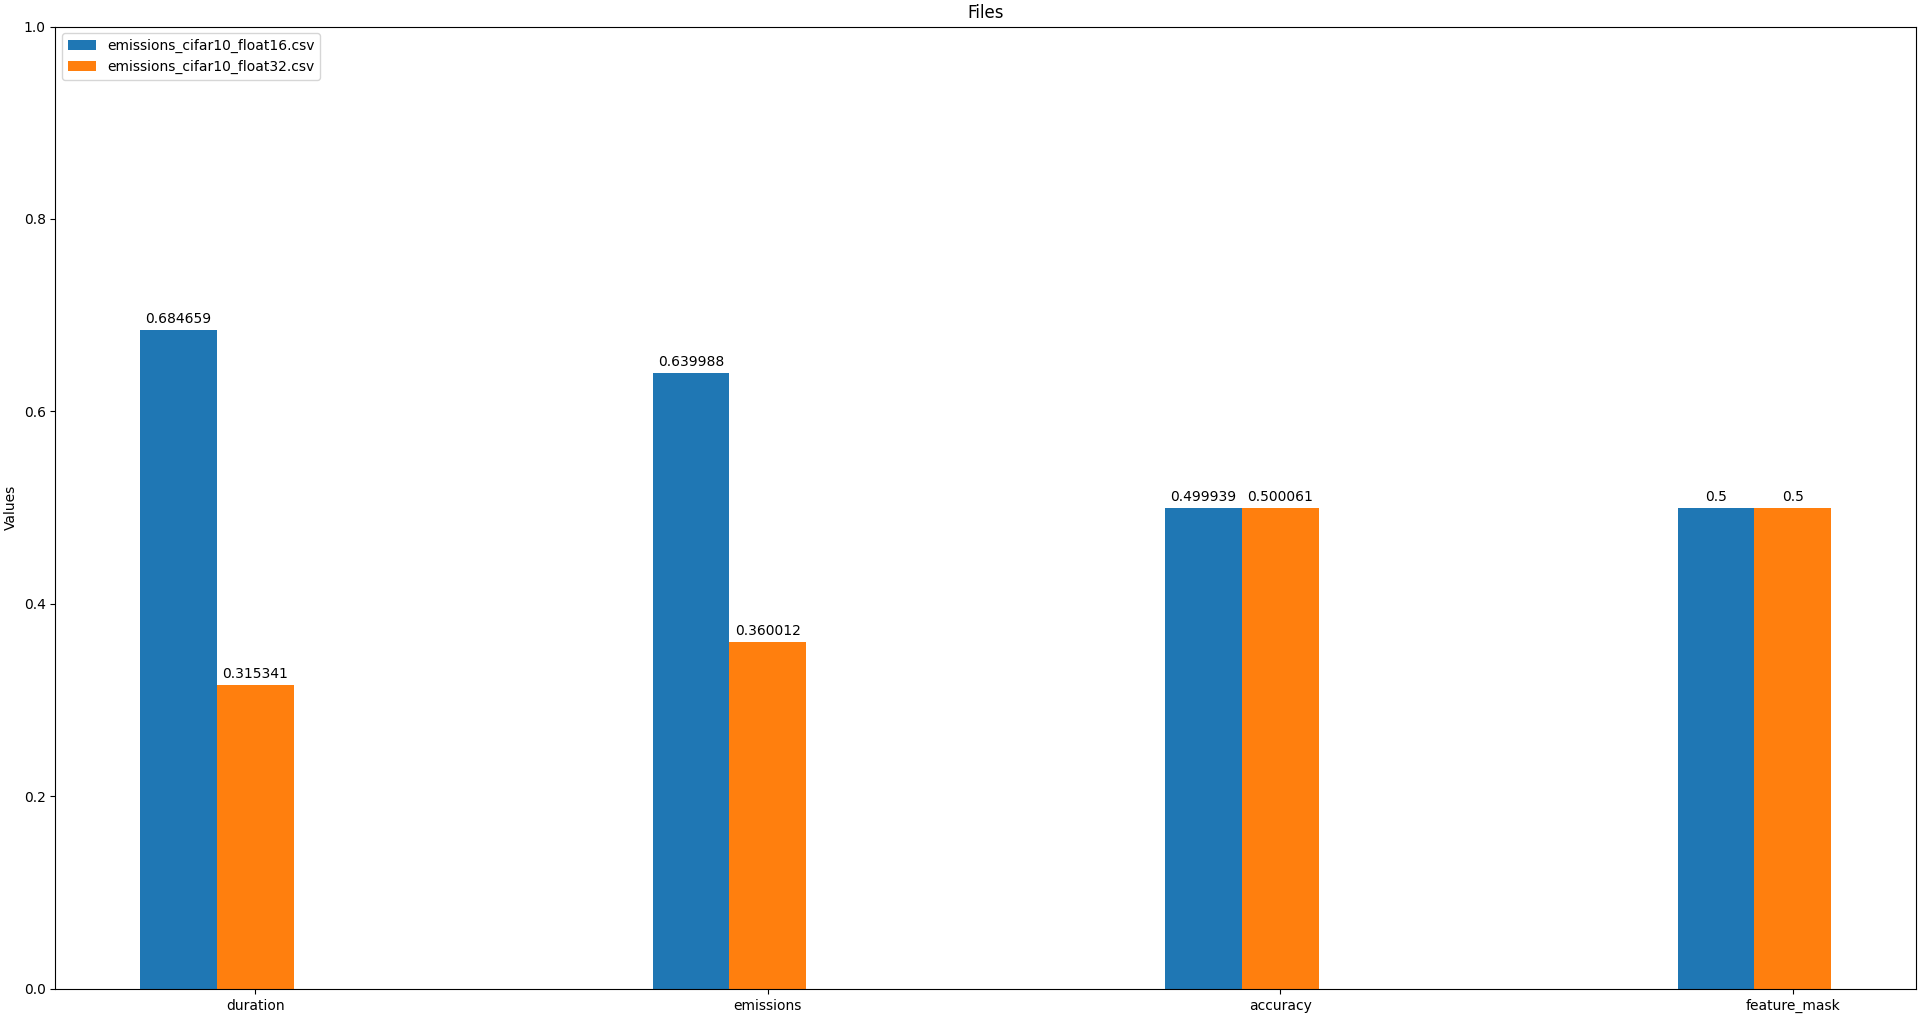 Files
1.0
emissions_cifar10_float16.csv
emissions_cifar10_float32.csv
0.8
0.684659
0.639988
0.6
0.499939 0.500061 0.5 0.5
Values
0.4
0.360012
0.315341
0.2
0.0
duration emissions accuracy feature_mask